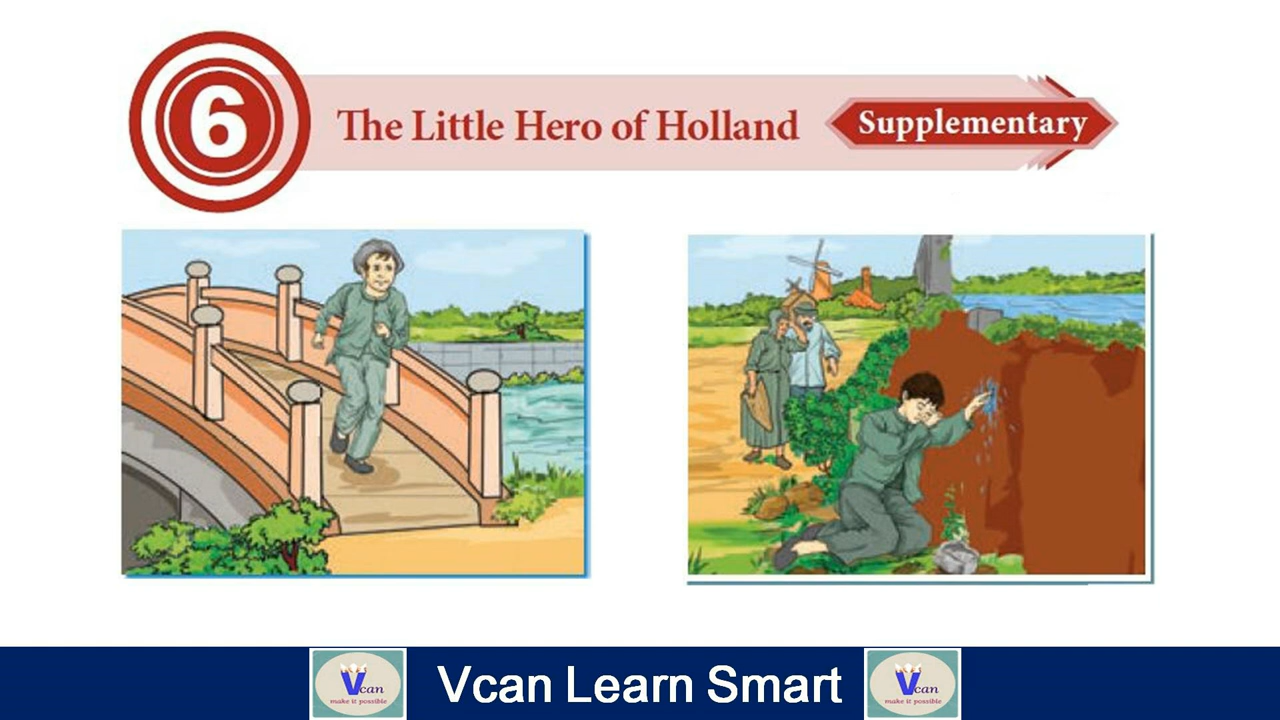 6
The Little Hero of Holland
Supplementary
Vcan
make it possible
Vcan Learn Smart
Vcan
make it possible